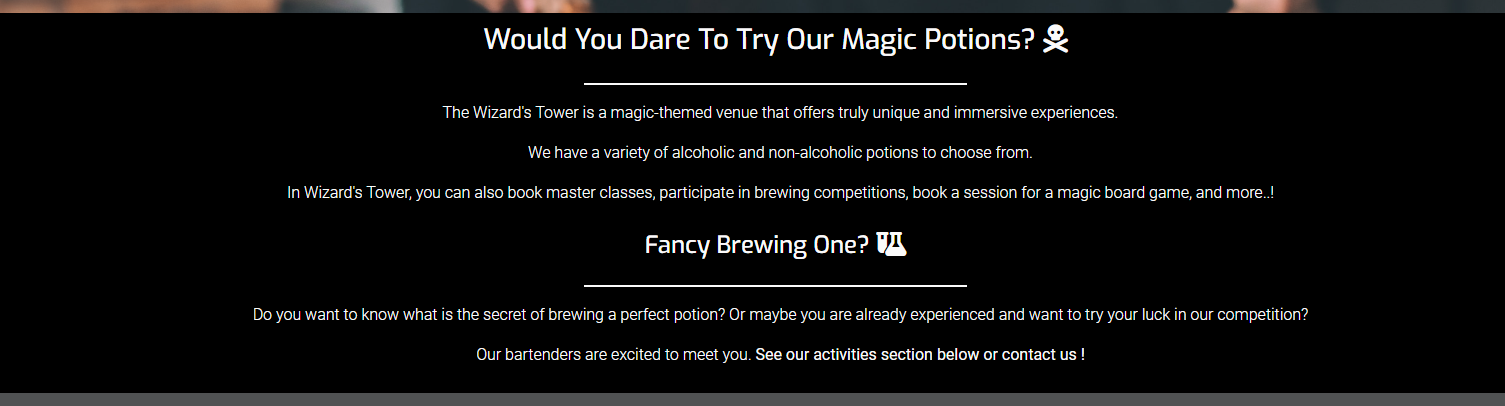 Would You Dare To Try Our Magic Potions?
The Wizard's Tower is a magic-themed venue that offers truly unique and immersive experiences.
We have a variety of alcoholic and non-alcoholic potions to choose from.
In Wizard's Tower, you can also book master classes, participate in brewing competitions, book a session for a magic board game, and more..!
Fancy Brewing One?
Do you want to know what is the secret of brewing a perfect potion? Or maybe you are already experienced and want to try your luck in our competition?
Our bartenders are excited to meet you. See our activities section below or contact us !